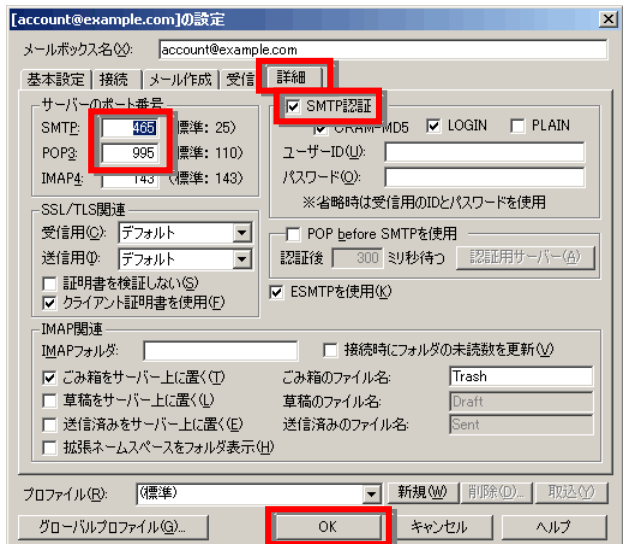 [account@example.com]の設定
メールボックス名(X): account@example.com
基本設定 接続 メール作成 受信 詳細
サーバーのポート番号
SMTP: 465 (標準: 25)
POP3: 995 (標準: 110)
IMAP4: 143 (標準: 143)
SMTP認証
CRAM-MD5 LOGIN PLAIN
ユーザーID(U):
パスワード(O):
※省略時は受信用のIDとパスワードを使用
SSL/TLS関連
受信用(C): デフォルト
送信用(I): デフォルト
証明書を検証しない(S)
クライアント証明書を使用(F)
POP before SMTPを使用
認証後 300 ミリ秒待つ 認証用サーバー(A)
ESMTPを使用(K)
IMAP関連
IMAPフォルダ: 接続時にフォルダの未読数を更新(V)
ごみ箱をサーバー上に置く(T) ごみ箱のファイル名: Trash
草稿をサーバー上に置く(L) 草稿のファイル名: Draft
送信済みをサーバー上に置く(E) 送信済みのファイル名: Sent
拡張ネームスペースをフォルダ表示(H)
プロファイル(R): (標準) 新規(W) 削除(D)... 取込(Y)
グローバルプロファイル(G)... OK キャンセル ヘルプ